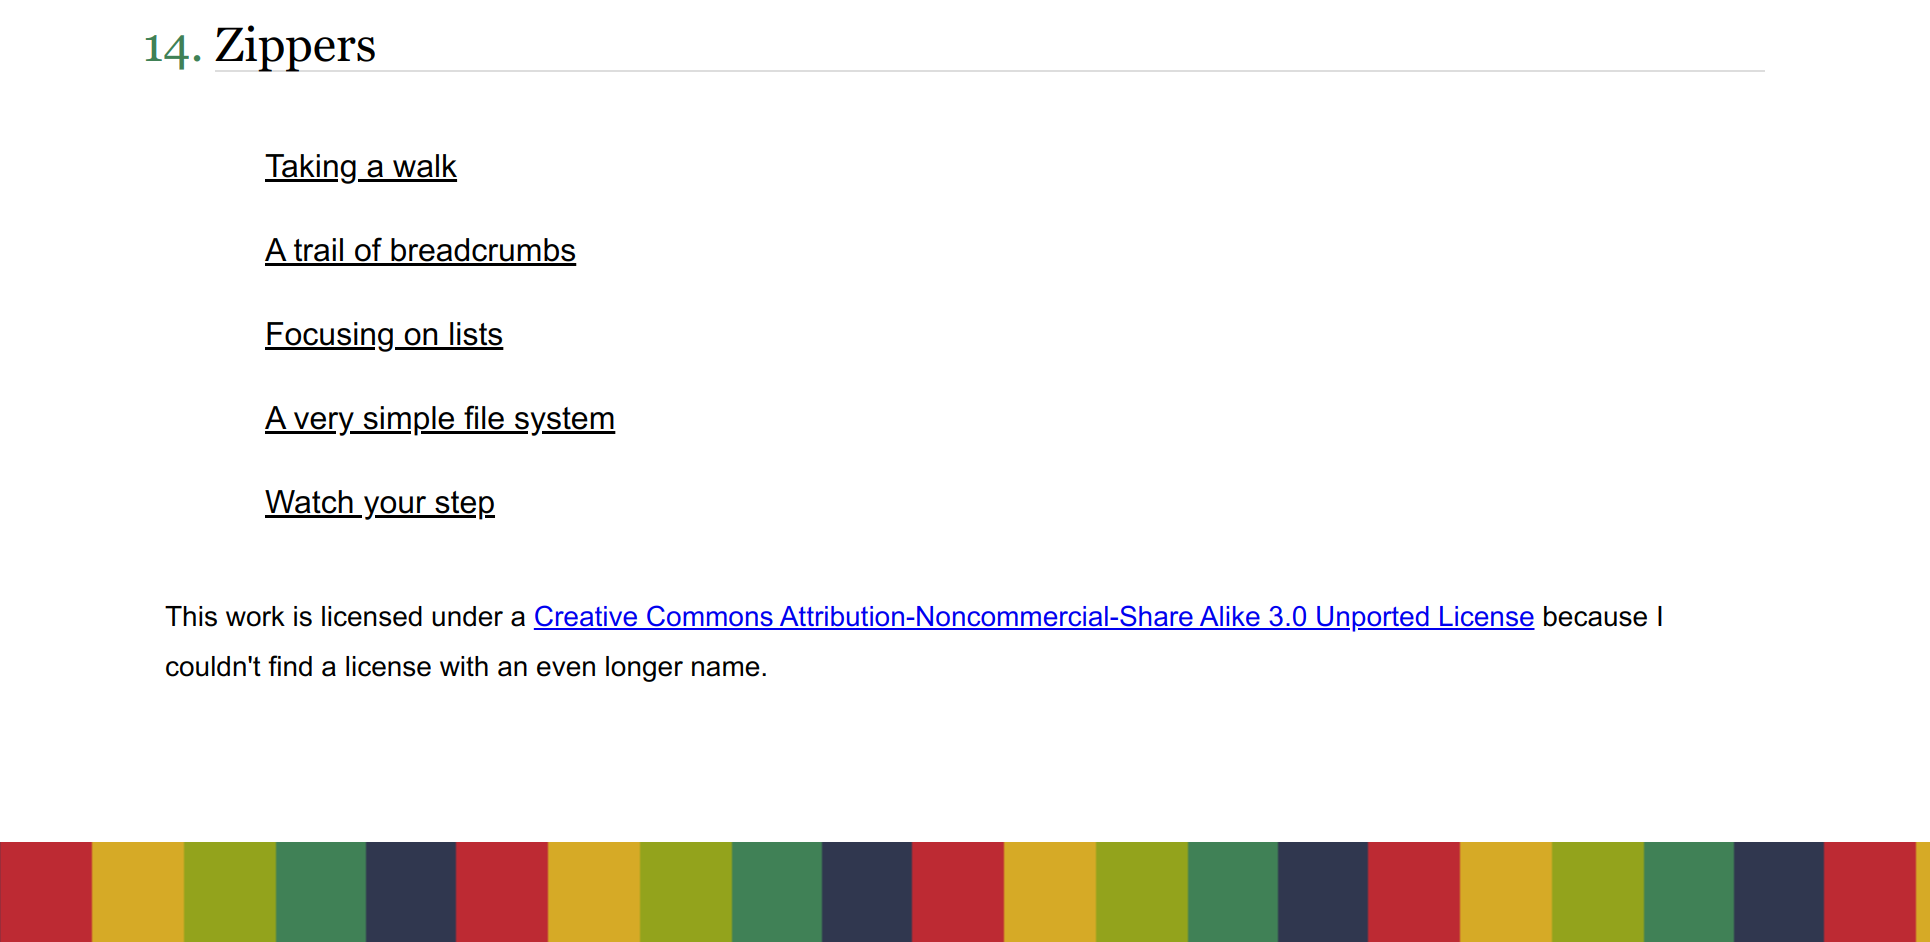 14. Zippers
Taking a walk
A trail of breadcrumbs
Focusing on lists
A very simple file system
Watch your step
This work is licensed under a Creative Commons Attribution-Noncommercial-Share Alike 3.0 Unported License because I
couldn't find a license with an even longer name.